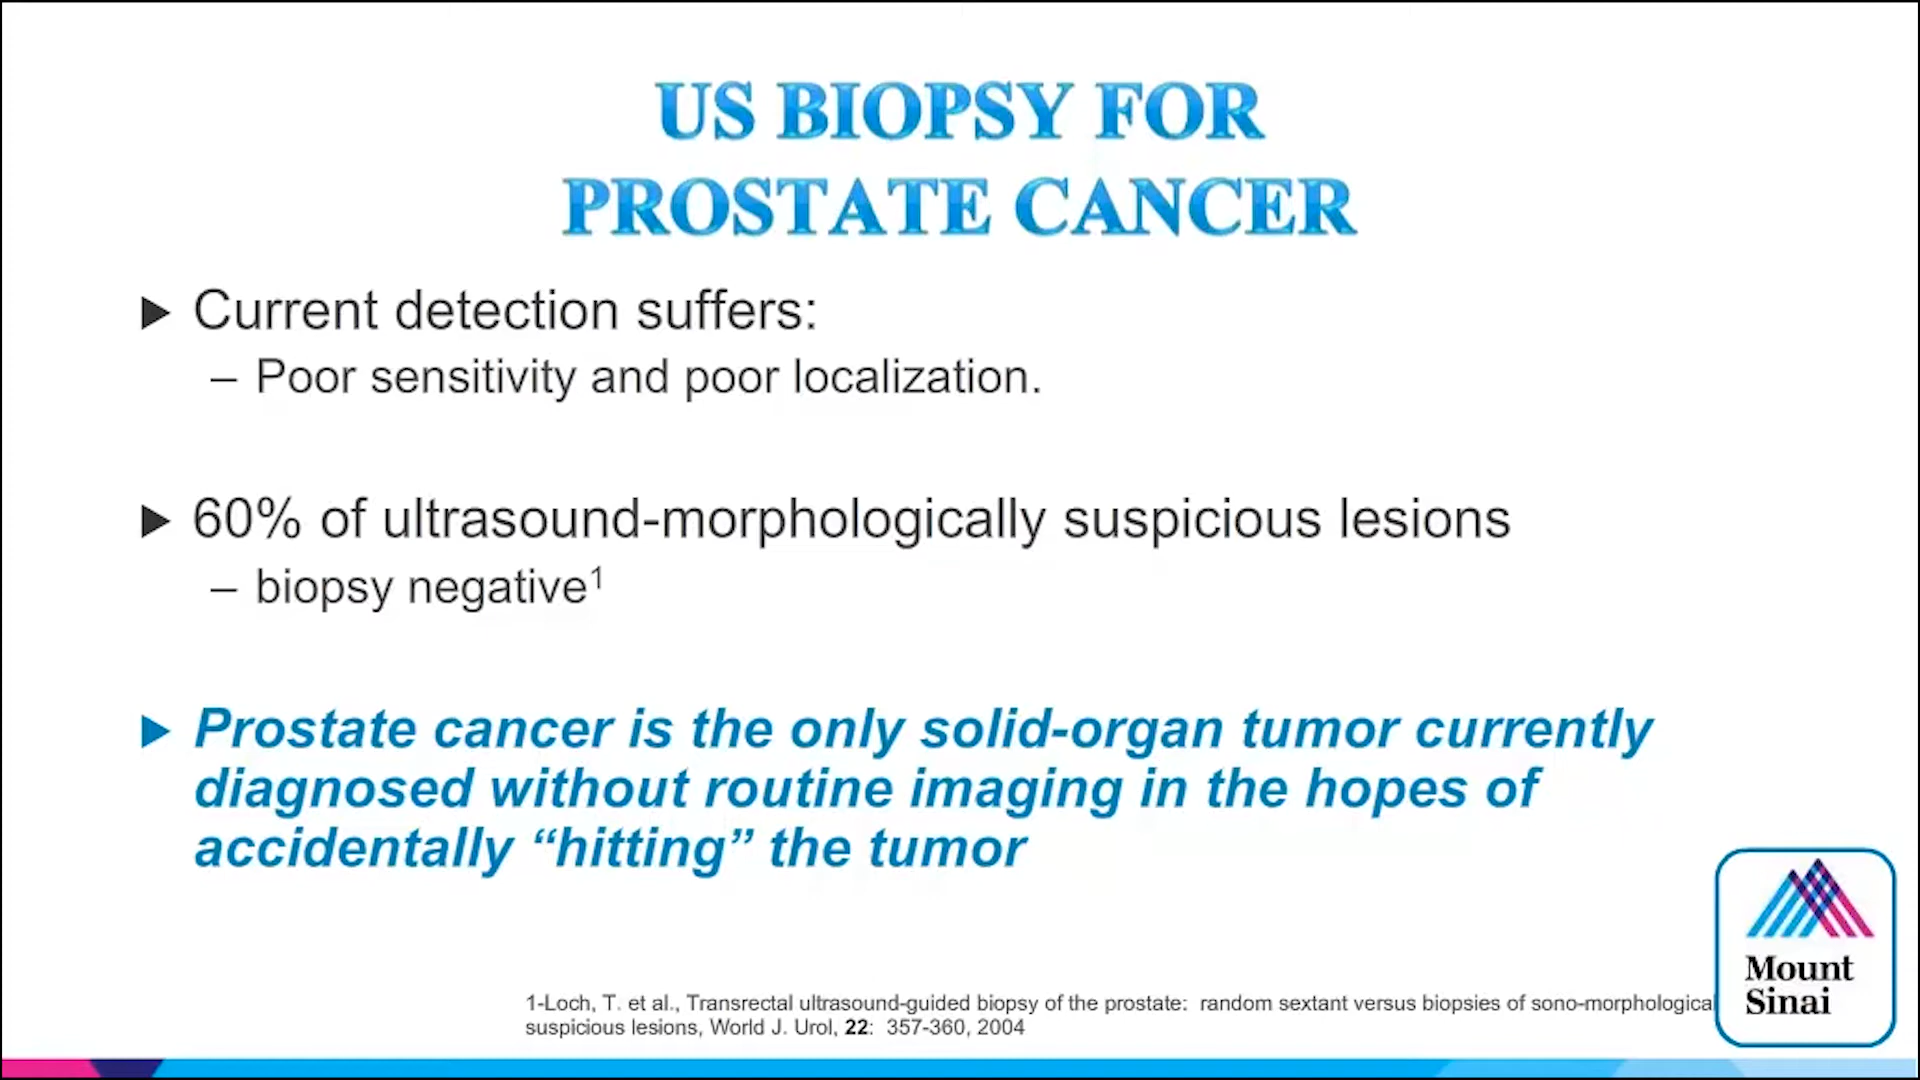 US BIOPSY FOR
PROSTATE CANCER
▶ Current detection suffers:
– Poor sensitivity and poor localization.
▶ 60% of ultrasound-morphologically suspicious lesions
– biopsy negative¹
▶ Prostate cancer is the only solid-organ tumor currently
diagnosed without routine imaging in the hopes of
accidentally “hitting” the tumor
1-Loch, T. et al., Transrectal ultrasound-guided biopsy of the prostate: random sextant versus biopsies of sono-morphological
suspicious lesions, World J. Urol, 22: 357-360, 2004
Mount
Sinai